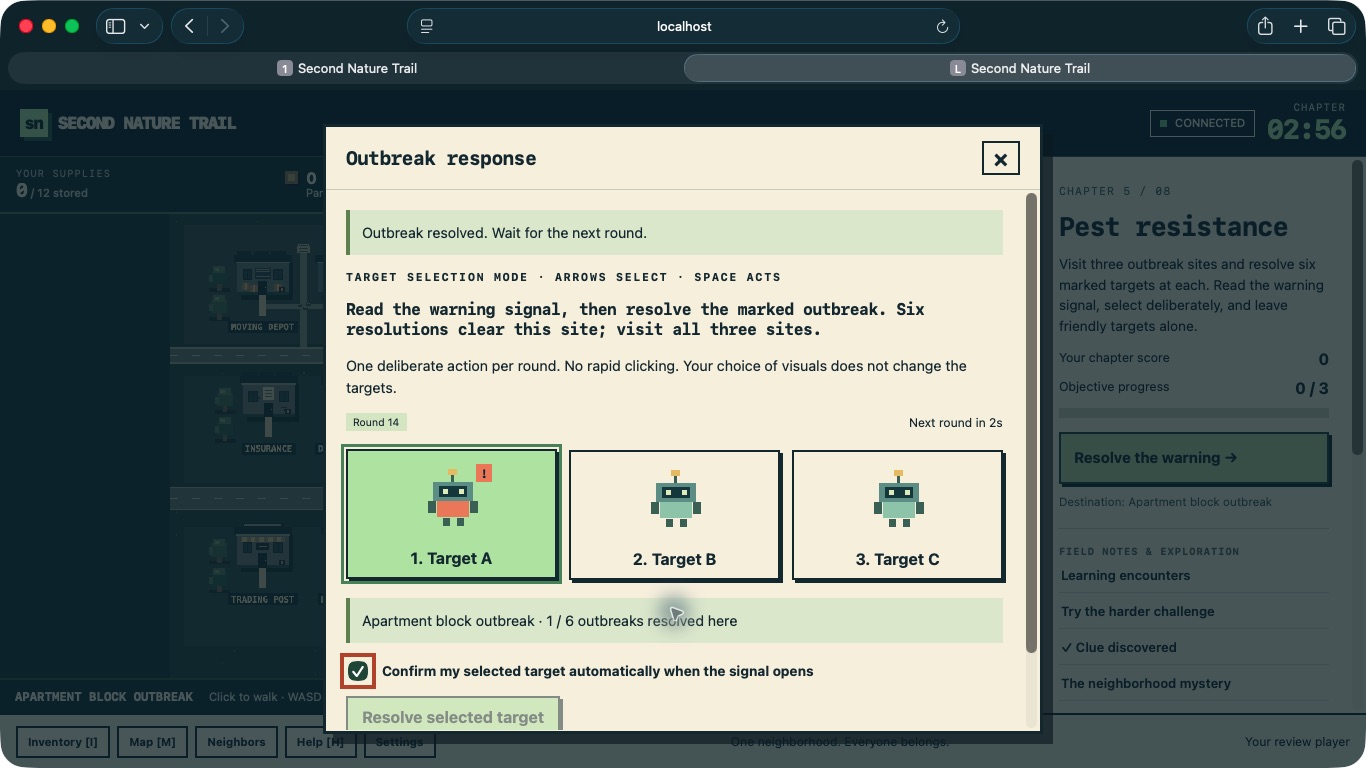 localhost
1 Second Nature Trail
L Second Nature Trail
sn SECOND NATURE TRAIL
CONNECTED
CHAPTER
02:56
YOUR SUPPLIES
0 / 12 stored
0
MOVING DEPOT
INSURANCE
TRADING POST
APARTMENT BLOCK OUTBREAK Click to walk · WASD
Outbreak response
×
Outbreak resolved. Wait for the next round.
TARGET SELECTION MODE · ARROWS SELECT · SPACE ACTS
Read the warning signal, then resolve the marked outbreak. Six
resolutions clear this site; visit all three sites.
One deliberate action per round. No rapid clicking. Your choice of visuals does not change the
targets.
Round 14
Next round in 2s
!
1. Target A
2. Target B
3. Target C
Apartment block outbreak · 1 / 6 outbreaks resolved here
Confirm my selected target automatically when the signal opens
Resolve selected target
CHAPTER 5 / 08
Pest resistance
Visit three outbreak sites and resolve six
marked targets at each. Read the warning
signal, select deliberately, and leave
friendly targets alone.
Your chapter score 0
Objective progress 0 / 3
Resolve the warning →
Destination: Apartment block outbreak
FIELD NOTES & EXPLORATION
Learning encounters
Try the harder challenge
✓ Clue discovered
The neighborhood mystery
Inventory [I]
Map [M]
Neighbors
Help [H]
Settings
One neighborhood. Everyone belongs.
Your review player